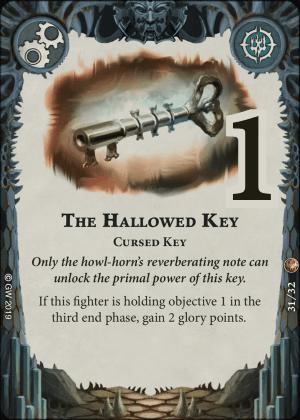 1
The Hallowed Key
Cursed Key
Only the howl-horn's reverberating note can
unlock the primal power of this key.
If this fighter is holding objective 1 in the
third end phase, gain 2 glory points.
© GW 2019
31/32